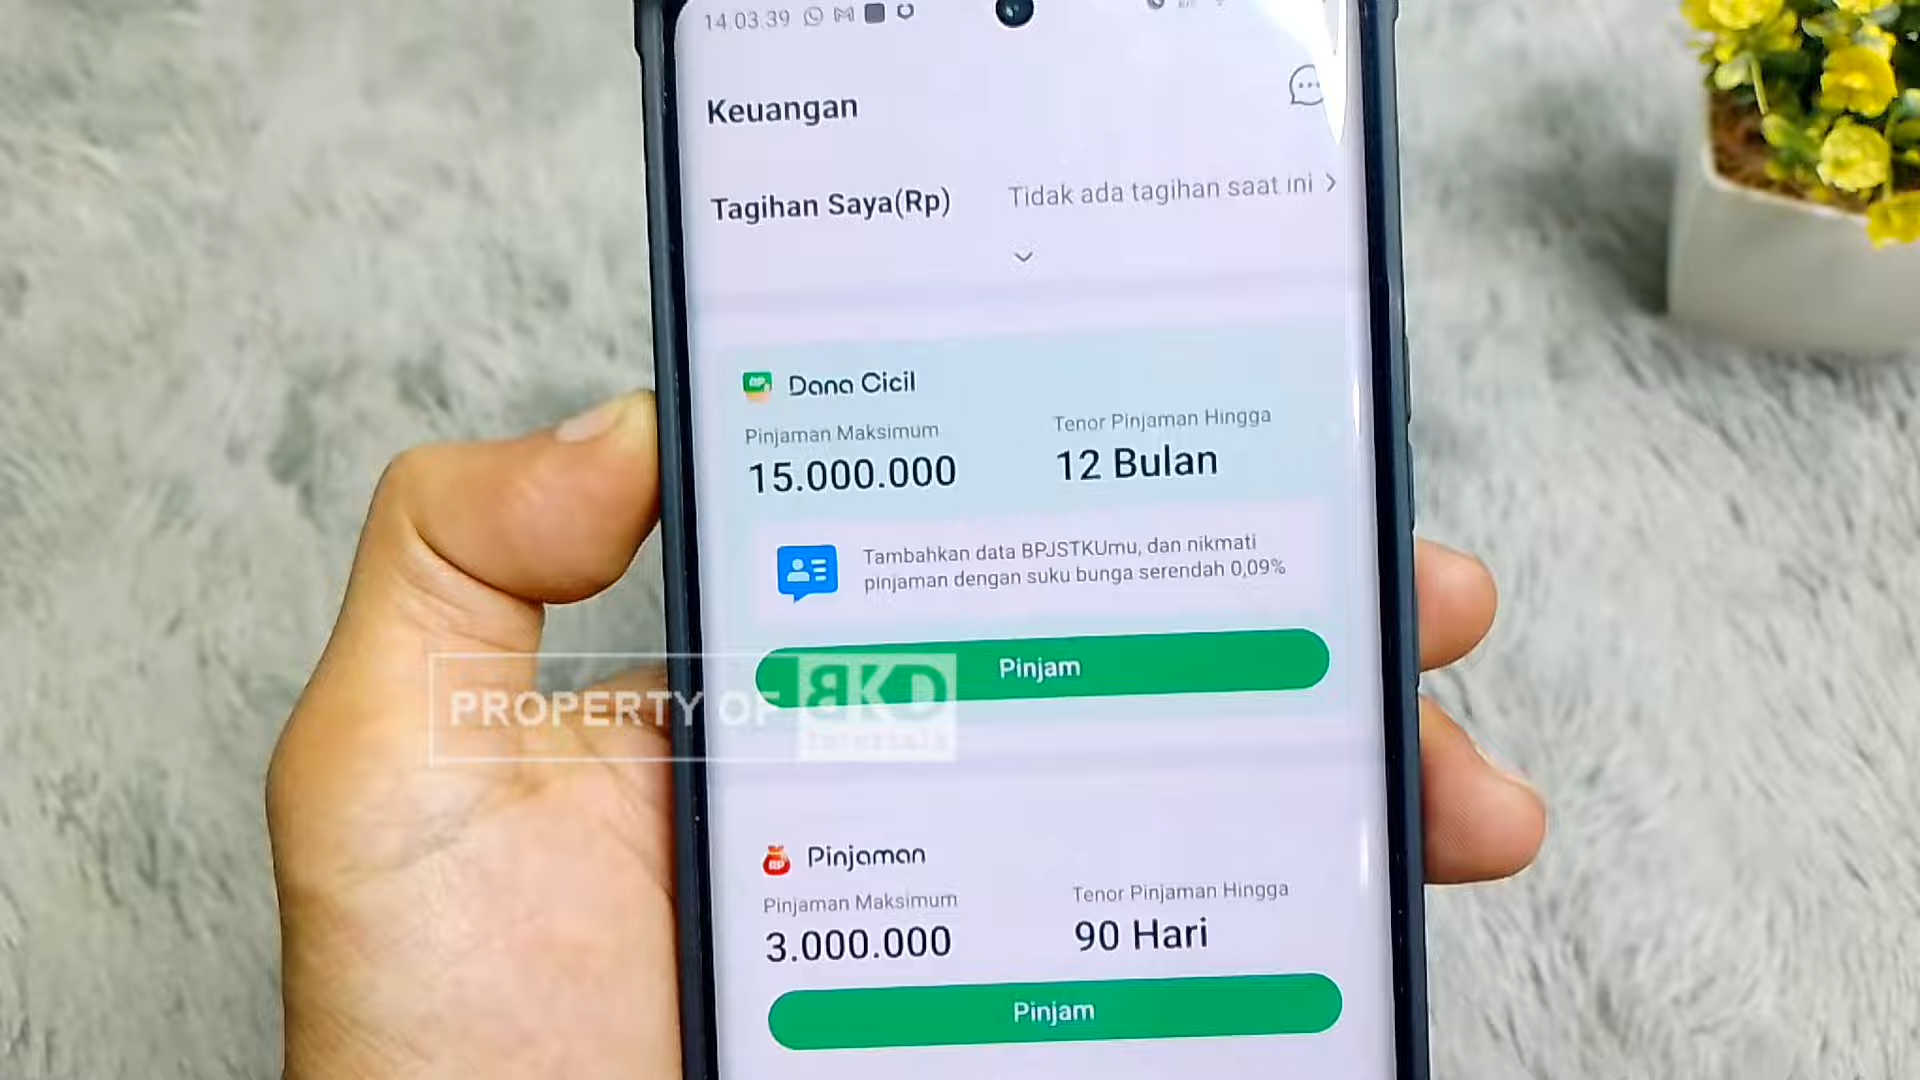 14 03 39
Keuangan
Tagihan Saya(Rp) Tidak ada tagihan saat ini >
Dana Cicil
Pinjaman Maksimum Tenor Pinjaman Hingga
15.000.000 12 Bulan
Tambahkan data BPJSTKUmu, dan nikmati
pinjaman dengan suku bunga serendah 0,09%
Pinjam
PROPERTY OF BKD
tutorials
RP Pinjaman
Pinjaman Maksimum Tenor Pinjaman Hingga
3.000.000 90 Hari
Pinjam